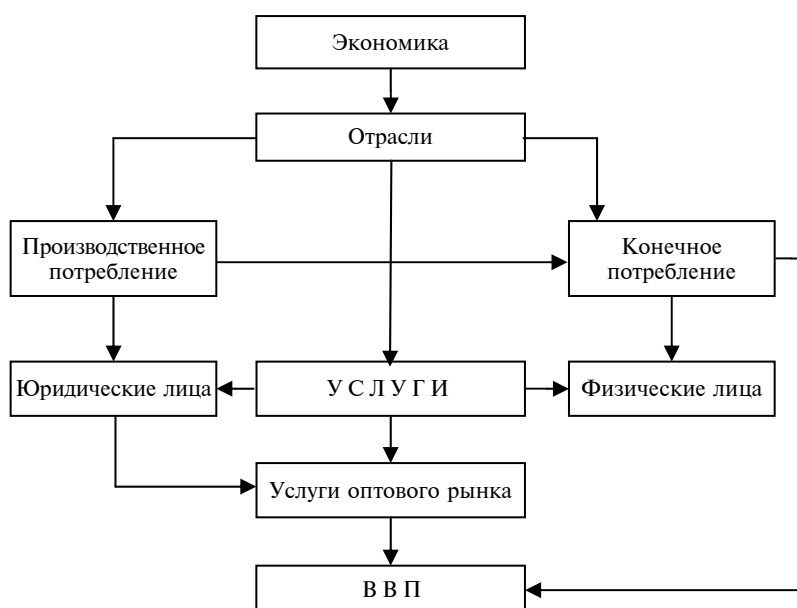 Экономика
Отрасли
Производственное
потребление
Конечное
потребление
Юридические лица
У С Л У Г И
Физические лица
Услуги оптового рынка
В В П